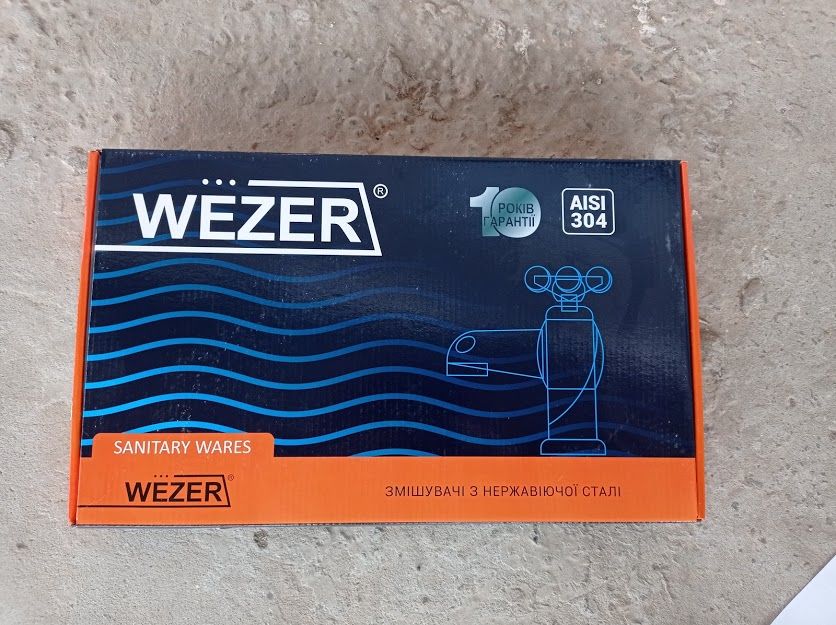 WEZER®
10 РОКІВ
ГАРАНТІЇ
AISI
304
SANITARY WARES
WEZER®
ЗМІШУВАЧІ З НЕРЖАВІЮЧОЇ СТАЛІ